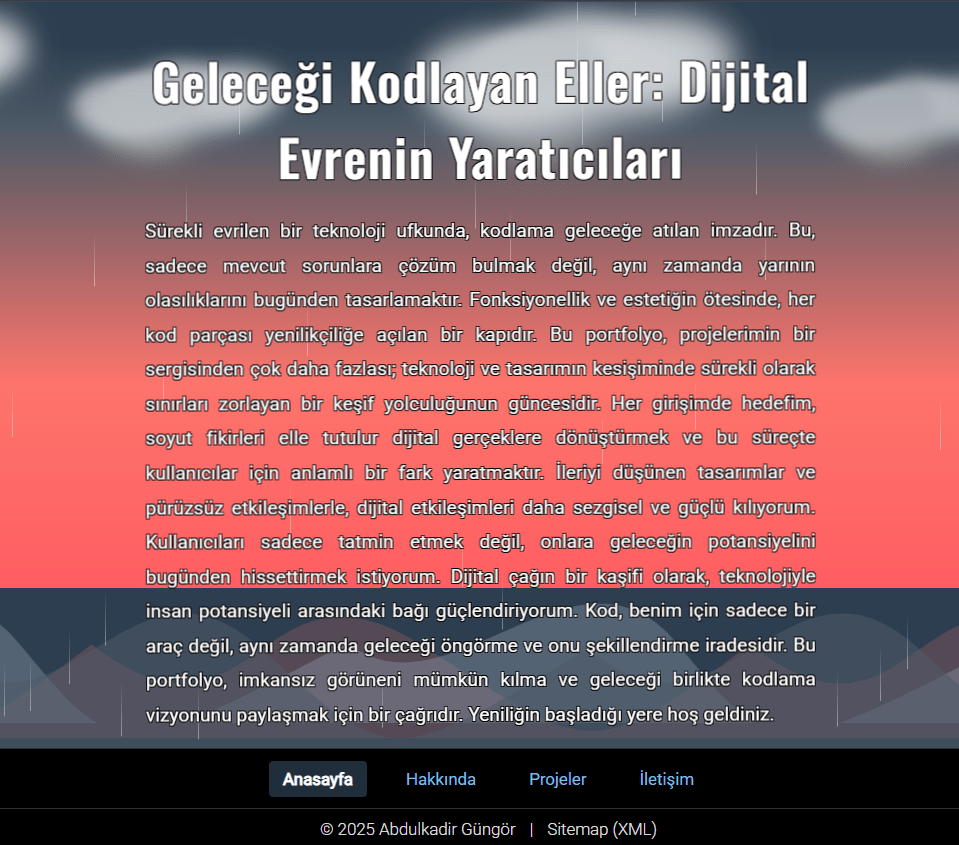 Geleceği Kodlayan Eller: Dijital
Evrenin Yaratıcıları
Sürekli evrilen bir teknoloji ufkunda, kodlama geleceğe atılan imzadır. Bu,
sadece mevcut sorunlara çözüm bulmak değil, aynı zamanda yarının
olasılıklarını bugünden tasarlamaktır. Fonksiyonellik ve estetiğin ötesinde, her
kod parçası yenilikçiliğe açılan bir kapıdır. Bu portfolyo, projelerimin bir
sergisinden çok daha fazlası; teknoloji ve tasarımın kesişiminde sürekli olarak
sınırları zorlayan bir keşif yolculuğunun güncesidir. Her girişimde hedefim,
soyut fikirleri elle tutulur dijital gerçeklere dönüştürmek ve bu süreçte
kullanıcılar için anlamlı bir fark yaratmaktır. İleriyi düşünen tasarımlar ve
pürüzsüz etkileşimlerle, dijital etkileşimleri daha sezgisel ve güçlü kılıyorum.
Kullanıcıları sadece tatmin etmek değil, onlara geleceğin potansiyelini
bugünden hissettirmek istiyorum. Dijital çağın bir kaşifi olarak, teknolojiyle
insan potansiyeli arasındaki bağı güçlendiriyorum. Kod, benim için sadece bir
araç değil, aynı zamanda geleceği öngörme ve onu şekillendirme iradesidir. Bu
portfolyo, imkansız görüneni mümkün kılma ve geleceği birlikte kodlama
vizyonunu paylaşmak için bir çağrıdır. Yeniliğin başladığı yere hoş geldiniz.
Anasayfa Hakkında Projeler İletişim
© 2025 Abdulkadir Güngör | Sitemap (XML)